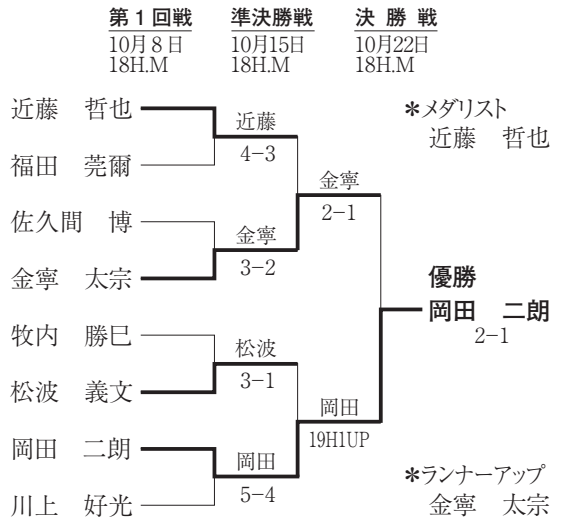 第１回戦 準決勝戦 決勝戦
10月８日 10月15日 10月22日
18H.M 18H.M 18H.M
近藤 哲也
福田 莞爾
佐久間 博
金寧 太宗
牧内 勝巳
松波 義文
岡田 二朗
川上 好光
近藤
4−3
金寧
3−2
松波
3−1
岡田
5−4
金寧
2−1
岡田
19H1UP
＊メダリスト
近藤 哲也
優勝
岡田 二朗
2−1
＊ランナーアップ
金寧 太宗